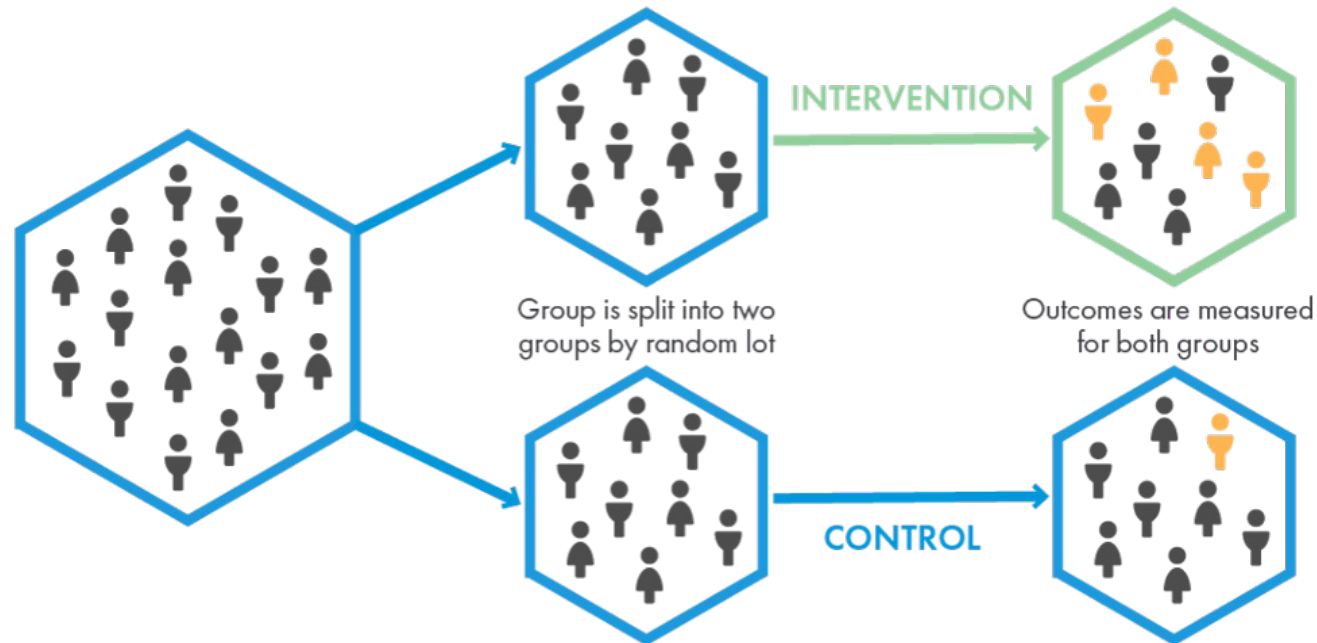 INTERVENTION
Group is split into two
groups by random lot
Outcomes are measured
for both groups
CONTROL